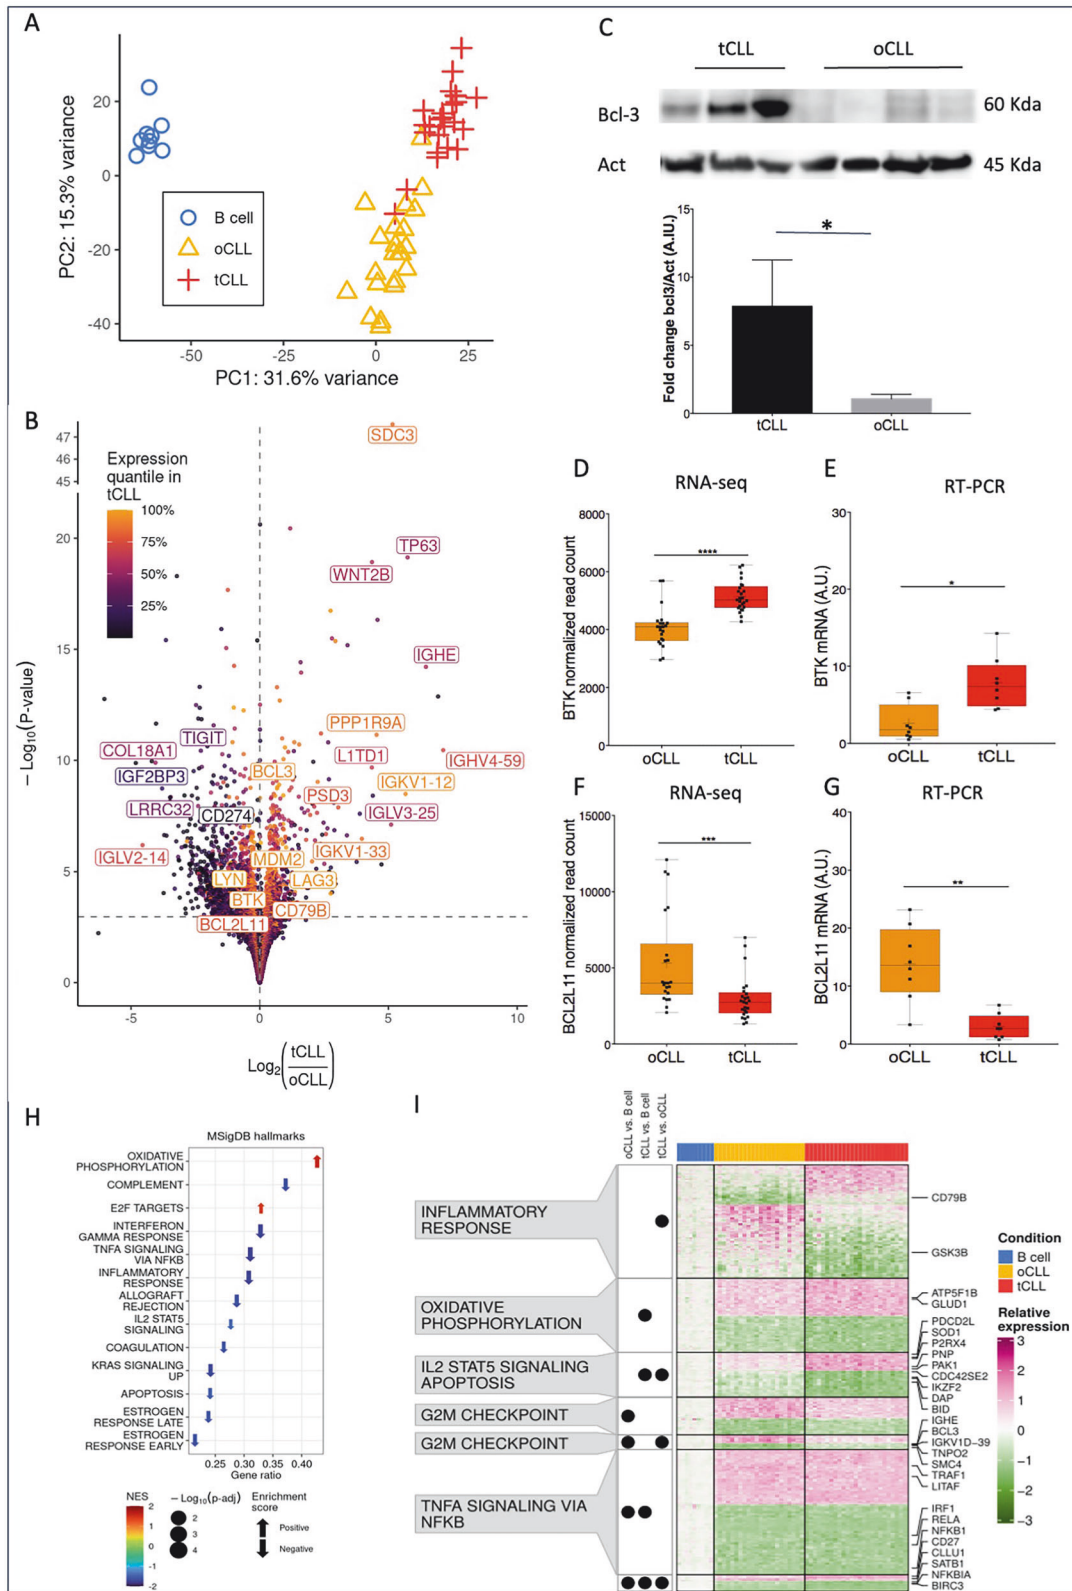 A
20
0
-20
-40
PC2: 15.3% variance
B cell
oCLL
tCLL
-50
-25
0
25
PC1: 31.6% variance
C
tCLL
oCLL
Bcl-3
60 Kda
Act
45 Kda
15
10
5
0
Fold change bcl3/Act (A.IU.)
*
tCLL
oCLL
B
47
46
45
20
15
10
5
0
− Log10(P-value)
Expression
quantile in
tCLL
100%
75%
50%
25%
SDC3
TP63
WNT2B
IGHE
PPP1R9A
TIGIT
COL18A1
L1TD1
IGHV4-59
BCL3
IGF2BP3
IGKV1-12
PSD3
LRRC32
CD274
IGLV3-25
IGLV2-14
IGKV1-33
MDM2
LYN
LAG3
BTK
CD79B
BCL2L11
-5
0
5
10
Log2(tCLL/oCLL)
D
RNA-seq
8000
6000
4000
2000
0
BTK normalized read count
****
oCLL
tCLL
E
RT-PCR
30
20
10
0
BTK mRNA (A.U.)
*
oCLL
tCLL
F
RNA-seq
15000
10000
5000
0
BCL2L11 normalized read count
***
oCLL
tCLL
G
RT-PCR
40
30
20
10
0
BCL2L11 mRNA (A.U.)
**
oCLL
tCLL
H
MSigDB hallmarks
OXIDATIVE
PHOSPHORYLATION
COMPLEMENT
E2F TARGETS
INTERFERON
GAMMA RESPONSE
TNFA SIGNALING
VIA NFKB
INFLAMMATORY
RESPONSE
ALLOGRAFT
REJECTION
IL2 STAT5
SIGNALING
COAGULATION
KRAS SIGNALING
UP
APOPTOSIS
ESTROGEN
RESPONSE LATE
ESTROGEN
RESPONSE EARLY
0.25
0.30
0.35
0.40
Gene ratio
NES
2
1
0
-1
-2
− Log10(p-adj)
2
3
4
Enrichment
score
Positive
Negative
I
oCLL vs. B cell
tCLL vs. B cell
tCLL vs. oCLL
INFLAMMATORY
RESPONSE
OXIDATIVE
PHOSPHORYLATION
IL2 STAT5 SIGNALING
APOPTOSIS
G2M CHECKPOINT
G2M CHECKPOINT
TNFA SIGNALING VIA
NFKB
CD79B
GSK3B
ATP5F1B
GLUD1
PDCD2L
SOD1
P2RX4
PNP
PAK1
CDC42SE2
IKZF2
DAP
BID
IGHE
BCL3
IGKV1D-39
TNPO2
SMC4
TRAF1
LITAF
IRF1
RELA
NFKB1
CD27
CLLU1
SATB1
NFKBIA
BIRC3
Condition
B cell
oCLL
tCLL
Relative
expression
3
2
1
0
-1
-2
-3